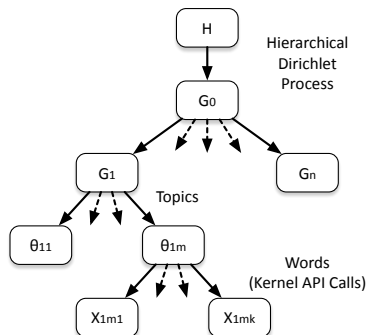 H
Hierarchical
Dirichlet
Process
G0
G1
Gn
Topics
θ11
θ1m
Words
(Kernel API Calls)
X1m1
X1mk